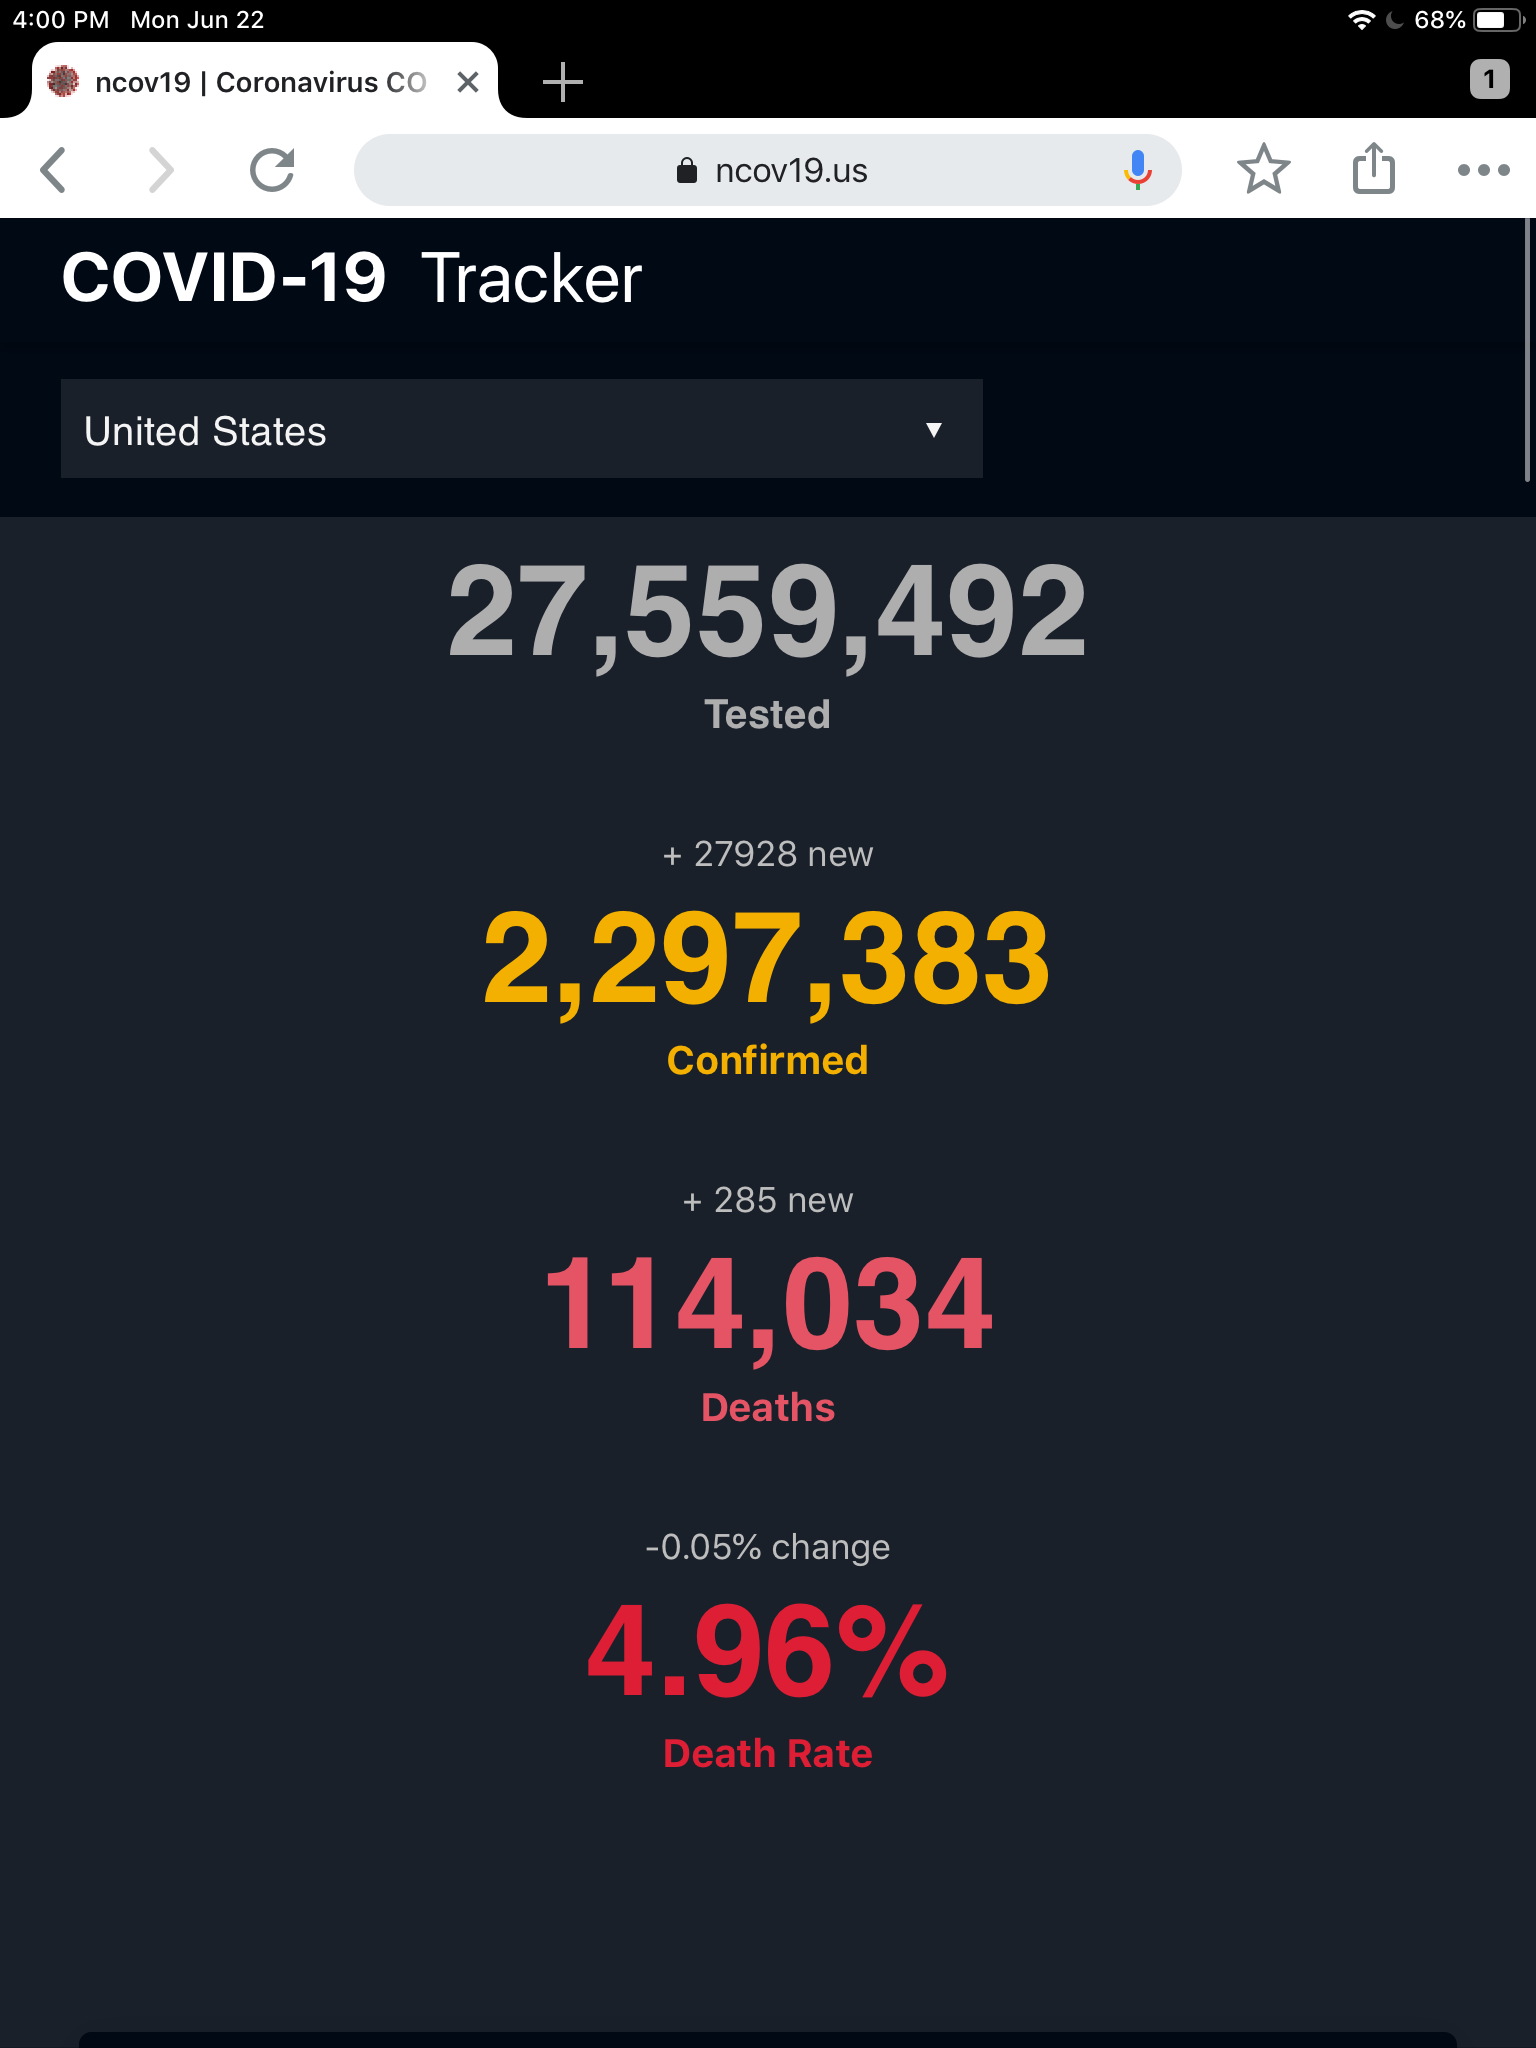 4:00 PM Mon Jun 22 68%
ncov19 | Coronavirus CO
1
ncov19.us
COVID-19 Tracker
United States
27,559,492
Tested
+ 27928 new
2,297,383
Confirmed
+ 285 new
114,034
Deaths
-0.05% change
4.96%
Death Rate